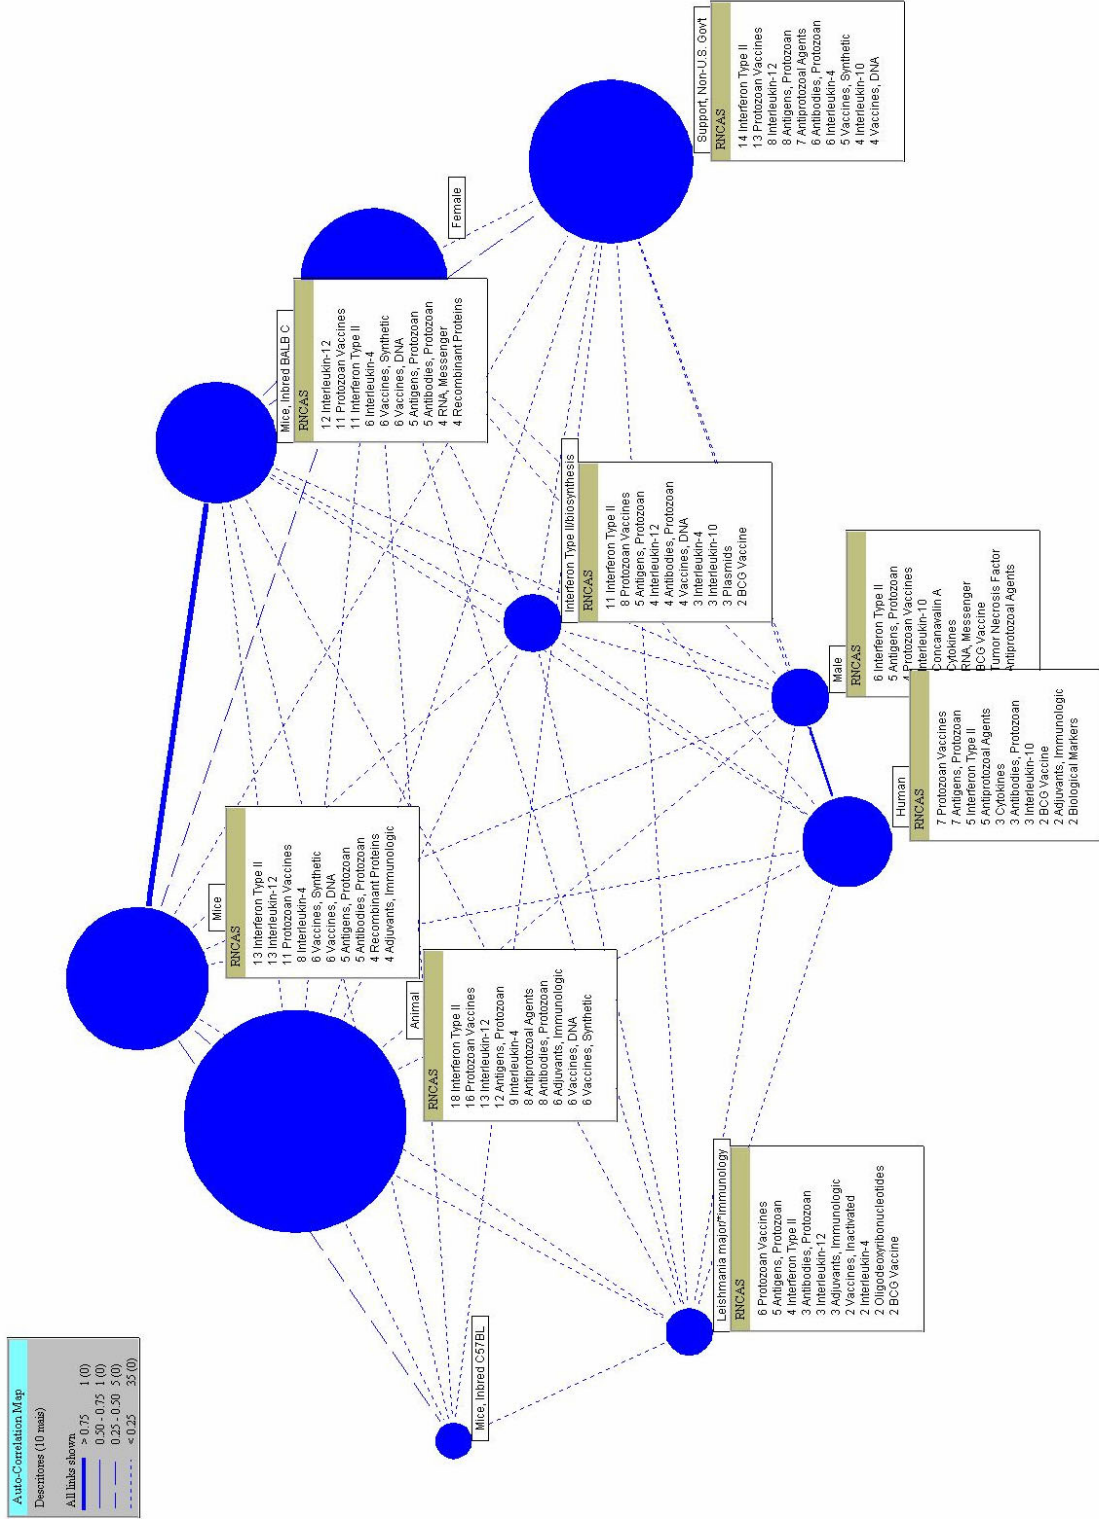 Auto-Correlation Map
Descritores (10 mais)
All links shown
> 0.75 1 (0)
0.50 - 0.75 1 (0)
0.25 - 0.50 5 (0)
< 0.25 35 (0)
Mice, Inbred C57BL
Leishmania major/*immunology
RNCAS
6 Protozoan Vaccines
5 Antigens, Protozoan
4 Interferon Type II
3 Antibodies, Protozoan
3 Interleukin-12
3 Adjuvants, Immunologic
2 Vaccines, Inactivated
2 Interleukin-4
2 Oligodeoxyribonucleotides
2 BCG Vaccine
Animal
RNCAS
18 Interferon Type II
16 Protozoan Vaccines
13 Interleukin-12
12 Antigens, Protozoan
9 Interleukin-4
8 Antiprotozoal Agents
8 Antibodies, Protozoan
6 Adjuvants, Immunologic
6 Vaccines, DNA
6 Vaccines, Synthetic
Mice
RNCAS
13 Interferon Type II
13 Interleukin-12
11 Protozoan Vaccines
8 Interleukin-4
6 Vaccines, Synthetic
6 Vaccines, DNA
5 Antigens, Protozoan
5 Antibodies, Protozoan
4 Recombinant Proteins
4 Adjuvants, Immunologic
Human
RNCAS
7 Protozoan Vaccines
7 Antigens, Protozoan
5 Interferon Type II
5 Antiprotozoal Agents
3 Cytokines
3 Antibodies, Protozoan
3 Interleukin-10
2 BCG Vaccine
2 Adjuvants, Immunologic
2 Biological Markers
Male
RNCAS
6 Interferon Type II
5 Antigens, Protozoan
4 Protozoan Vaccines
Interleukin-10
Concanavalin A
Cytokines
RNA, Messenger
BCG Vaccine
Tumor Necrosis Factor
Antiprotozoal Agents
Interferon Type II/biosynthesis
RNCAS
11 Interferon Type II
8 Protozoan Vaccines
5 Antigens, Protozoan
4 Interleukin-12
4 Antibodies, Protozoan
4 Vaccines, DNA
3 Interleukin-4
3 Interleukin-10
3 Plasmids
2 BCG Vaccine
Mice, Inbred BALB C
RNCAS
12 Interleukin-12
11 Protozoan Vaccines
11 Interferon Type II
6 Interleukin-4
6 Vaccines, Synthetic
6 Vaccines, DNA
5 Antigens, Protozoan
5 Antibodies, Protozoan
4 RNA, Messenger
4 Recombinant Proteins
Female
Support, Non-U.S. Gov't
RNCAS
14 Interferon Type II
13 Protozoan Vaccines
8 Interleukin-12
8 Antigens, Protozoan
7 Antiprotozoal Agents
6 Antibodies, Protozoan
6 Interleukin-4
5 Vaccines, Synthetic
4 Interleukin-10
4 Vaccines, DNA